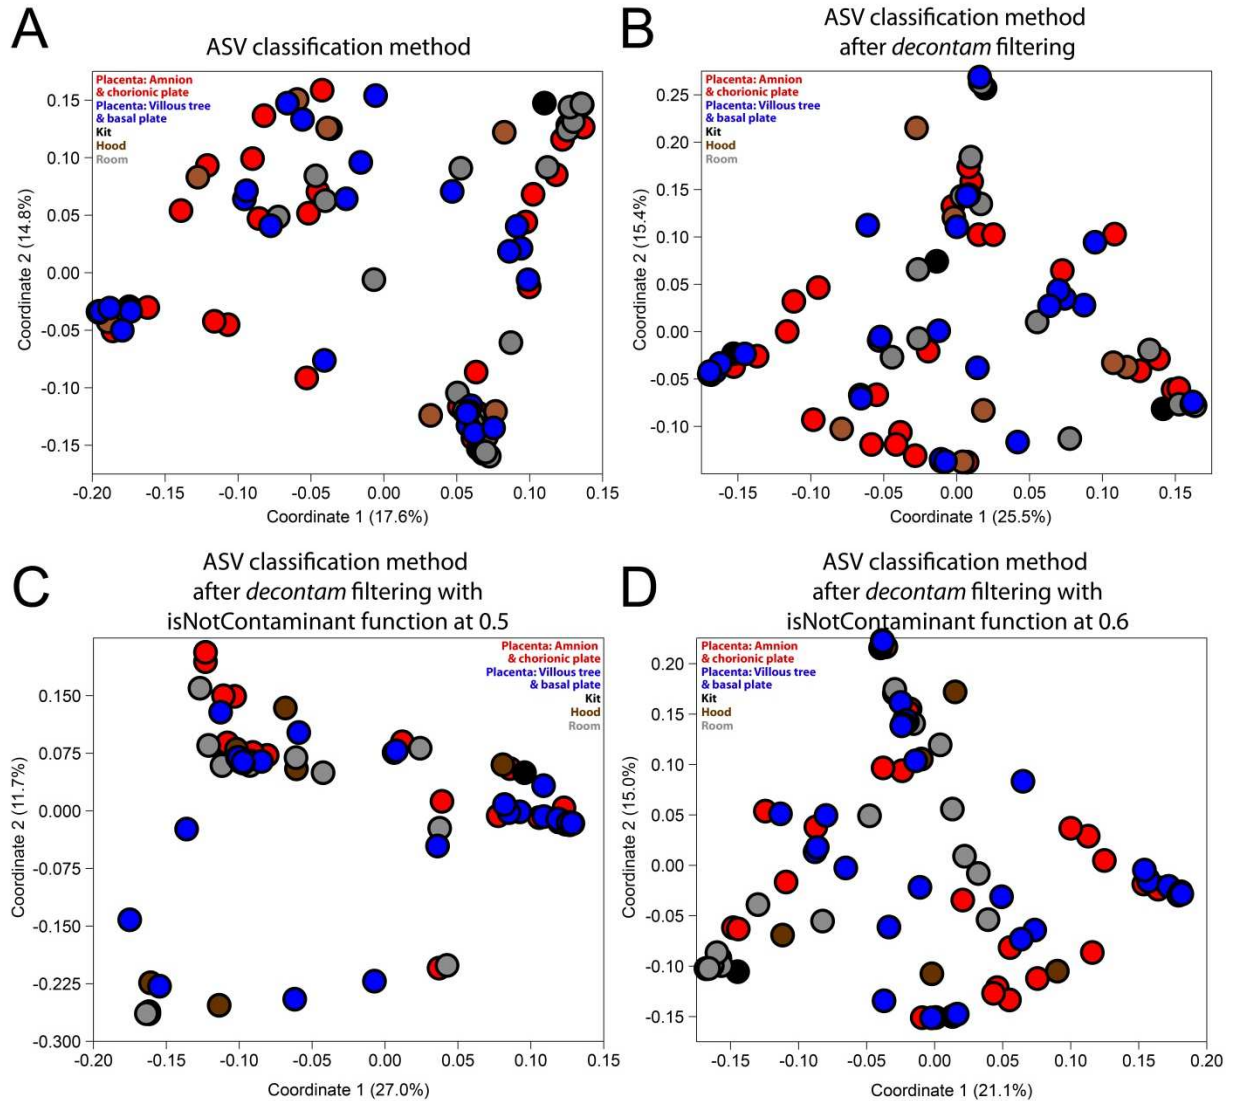 A
ASV classification method
Placenta: Amnion
& chorionic plate
Placenta: Villous tree
& basal plate
Kit
Hood
Room
Coordinate 2 (14.8%)
0.15
0.10
0.05
0.00
-0.05
-0.10
-0.15
-0.20
-0.15
-0.10
-0.05
0.00
0.05
0.10
0.15
Coordinate 1 (17.6%)
B
ASV classification method
after decontam filtering
Placenta: Amnion
& chorionic plate
Placenta: Villous tree
& basal plate
Kit
Hood
Room
Coordinate 2 (15.4%)
0.25
0.20
0.15
0.10
0.05
0.00
-0.05
-0.10
-0.15
-0.10
-0.05
0.00
0.05
0.10
0.15
Coordinate 1 (25.5%)
C
ASV classification method
after decontam filtering with
isNotContaminant function at 0.5
Placenta: Amnion
& chorionic plate
Placenta: Villous tree
& basal plate
Kit
Hood
Room
Coordinate 2 (11.7%)
0.150
0.075
0.000
-0.075
-0.150
-0.225
-0.300
-0.20
-0.15
-0.10
-0.05
0.00
0.05
0.10
0.15
Coordinate 1 (27.0%)
D
ASV classification method
after decontam filtering with
isNotContaminant function at 0.6
Placenta: Amnion
& chorionic plate
Placenta: Villous tree
& basal plate
Kit
Hood
Room
Coordinate 2 (15.0%)
0.20
0.15
0.10
0.05
0.00
-0.05
-0.10
-0.15
-0.15
-0.10
-0.05
0.00
0.05
0.10
0.15
0.20
Coordinate 1 (21.1%)